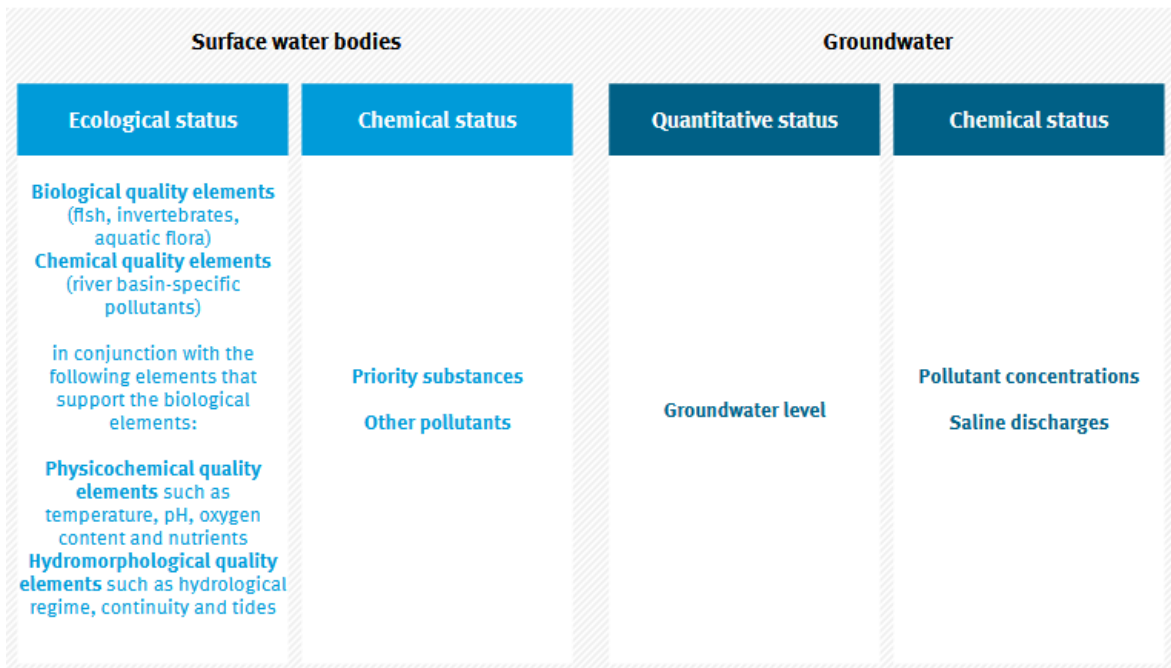 Surface water bodies
Groundwater
Ecological status
Chemical status
Quantitative status
Chemical status
Biological quality elements
(fish, invertebrates,
aquatic flora)
Chemical quality elements
(river basin-specific
pollutants)
in conjunction with the
following elements that
support the biological
elements:
Physicochemical quality
elements such as
temperature, pH, oxygen
content and nutrients
Hydromorphological quality
elements such as hydrological
regime, continuity and tides
Priority substances
Other pollutants
Groundwater level
Pollutant concentrations
Saline discharges